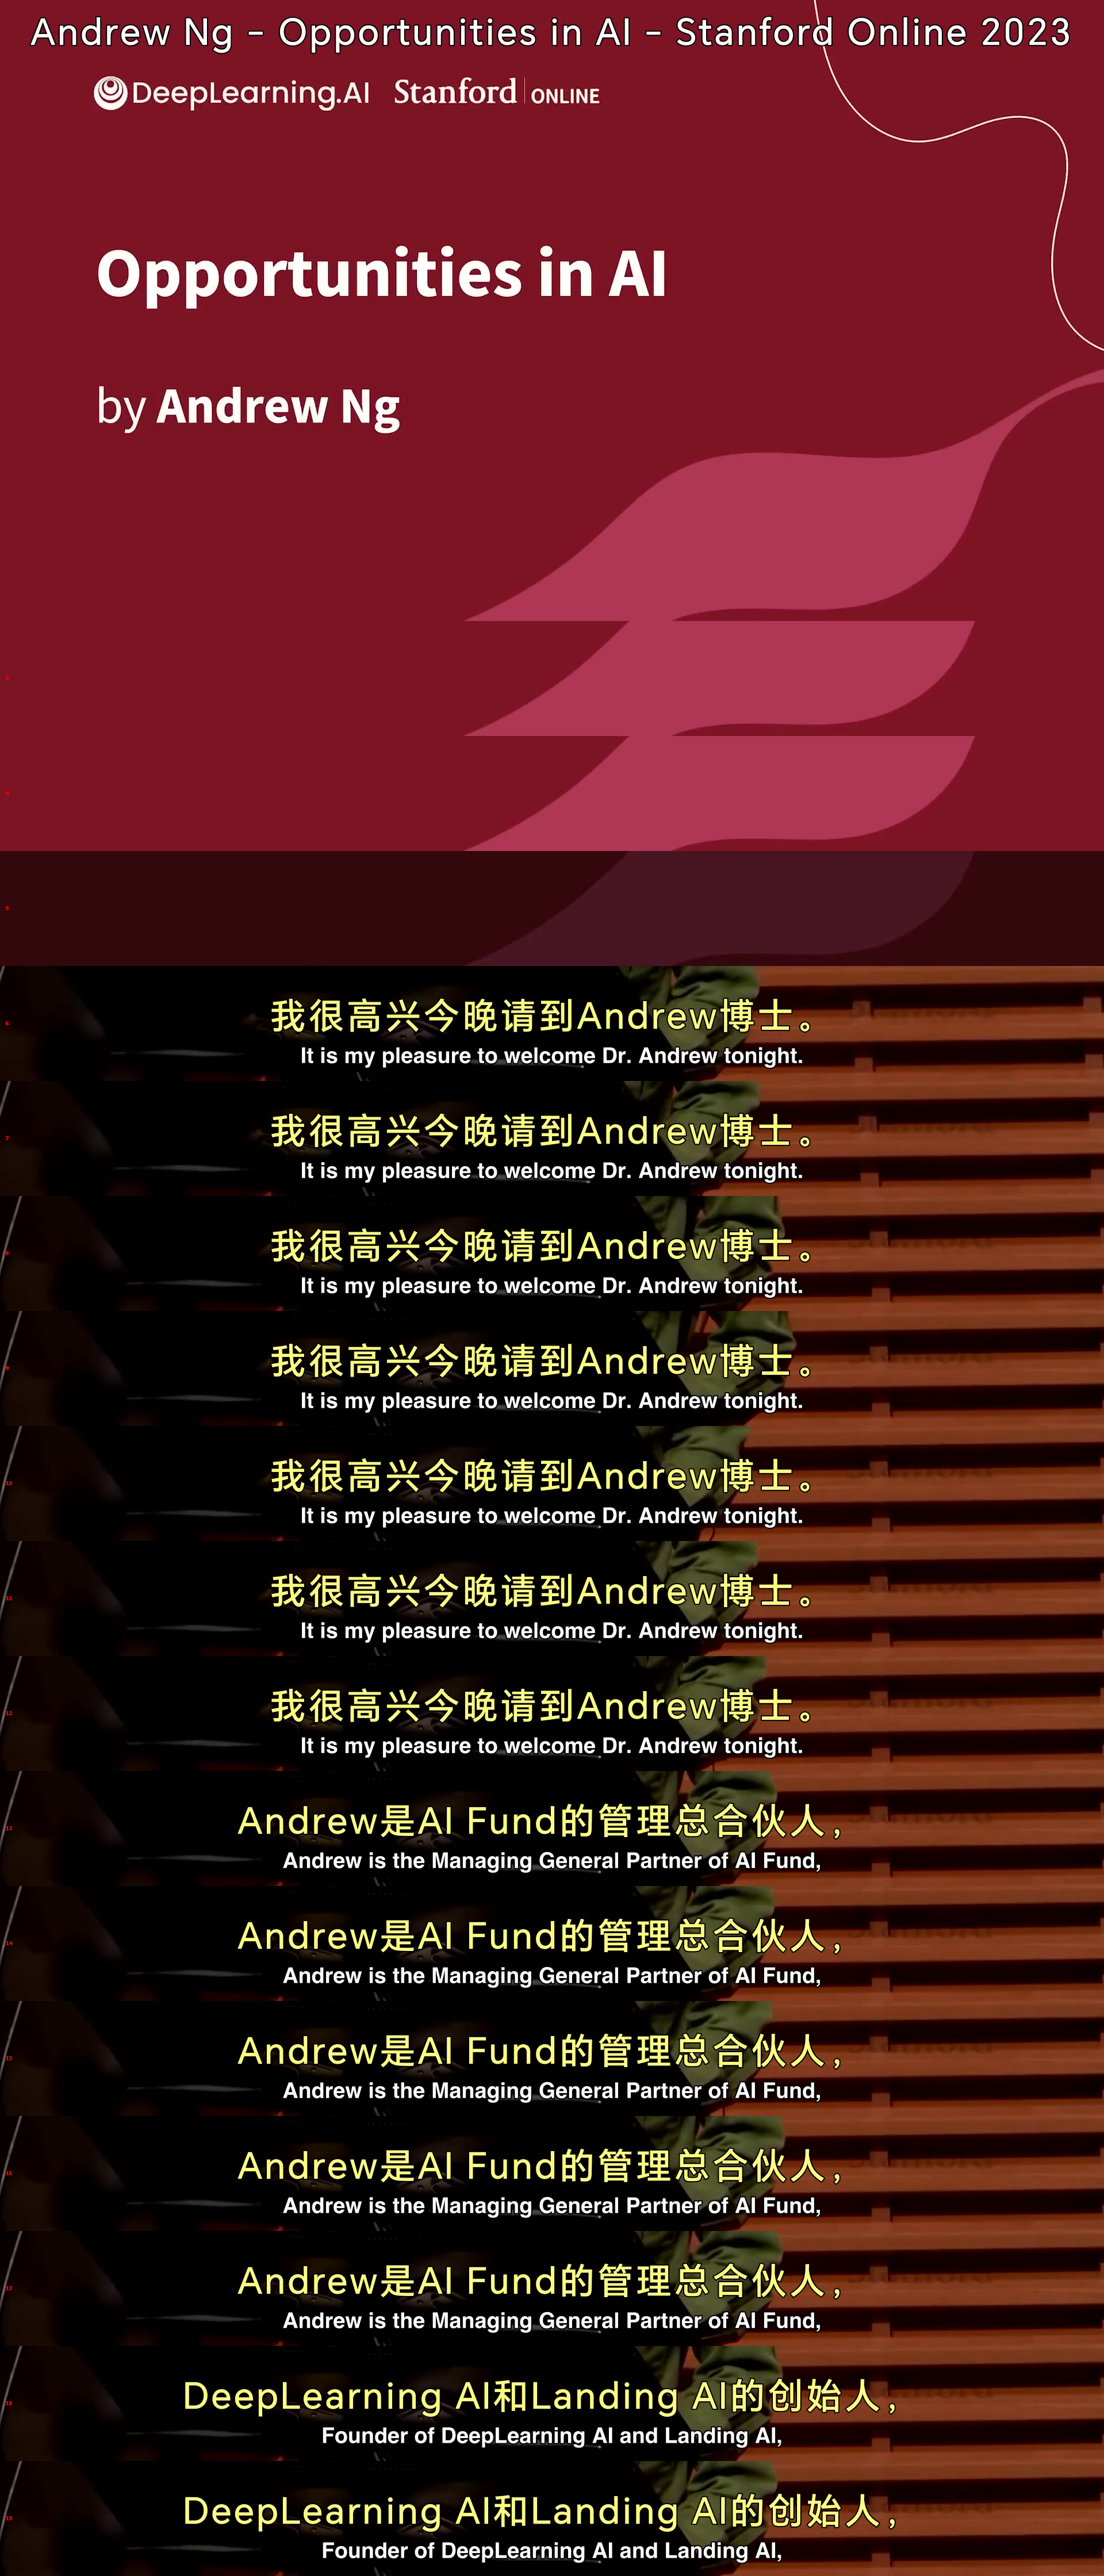 Andrew Ng - Opportunities in AI - Stanford Online 2023
DeepLearning.AI Stanford ONLINE
Opportunities in AI
by Andrew Ng
我很高兴今晚请到Andrew博士。
It is my pleasure to welcome Dr. Andrew tonight.
我很高兴今晚请到Andrew博士。
It is my pleasure to welcome Dr. Andrew tonight.
我很高兴今晚请到Andrew博士。
It is my pleasure to welcome Dr. Andrew tonight.
我很高兴今晚请到Andrew博士。
It is my pleasure to welcome Dr. Andrew tonight.
我很高兴今晚请到Andrew博士。
It is my pleasure to welcome Dr. Andrew tonight.
我很高兴今晚请到Andrew博士。
It is my pleasure to welcome Dr. Andrew tonight.
我很高兴今晚请到Andrew博士。
It is my pleasure to welcome Dr. Andrew tonight.
Andrew是AI Fund的管理总合伙人，
Andrew is the Managing General Partner of AI Fund,
Andrew是AI Fund的管理总合伙人，
Andrew is the Managing General Partner of AI Fund,
Andrew是AI Fund的管理总合伙人，
Andrew is the Managing General Partner of AI Fund,
Andrew是AI Fund的管理总合伙人，
Andrew is the Managing General Partner of AI Fund,
Andrew是AI Fund的管理总合伙人，
Andrew is the Managing General Partner of AI Fund,
DeepLearning AI和Landing AI的创始人，
Founder of DeepLearning AI and Landing AI,
DeepLearning AI和Landing AI的创始人，
Founder of DeepLearning AI and Landing AI,